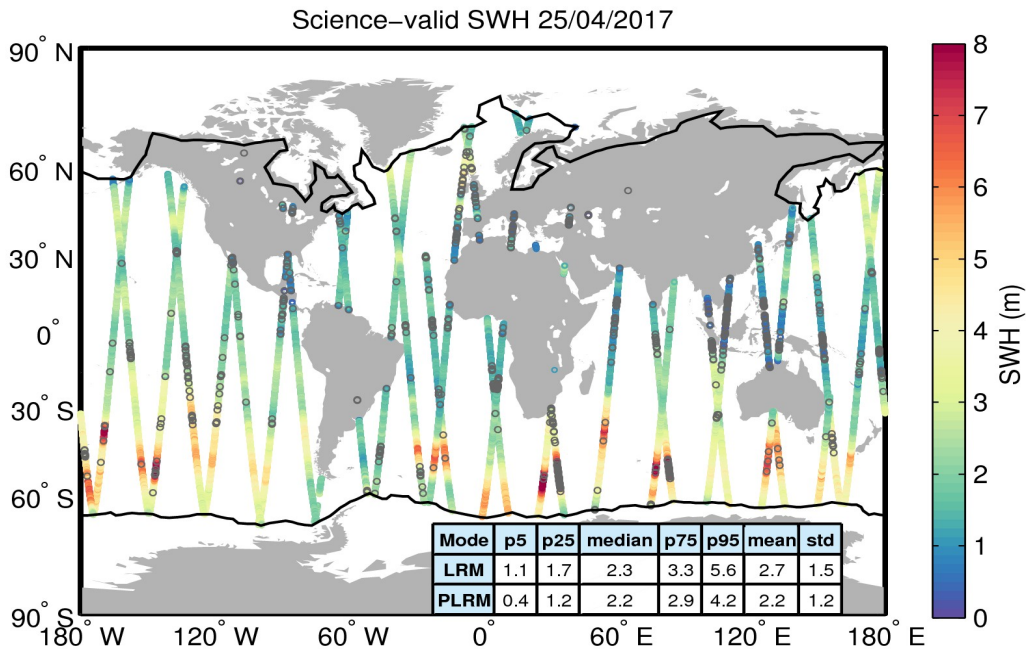 Science−valid SWH 25/04/2017
90° N
60° N
30° N
0°
30° S
60° S
90° S
180° W
120° W
60° W
0°
60° E
120° E
180° E
8
7
6
5
4
3
2
1
0
SWH (m)
Mode p5 p25 median p75 p95 mean std
LRM 1.1 1.7 2.3 3.3 5.6 2.7 1.5
PLRM 0.4 1.2 2.2 2.9 4.2 2.2 1.2